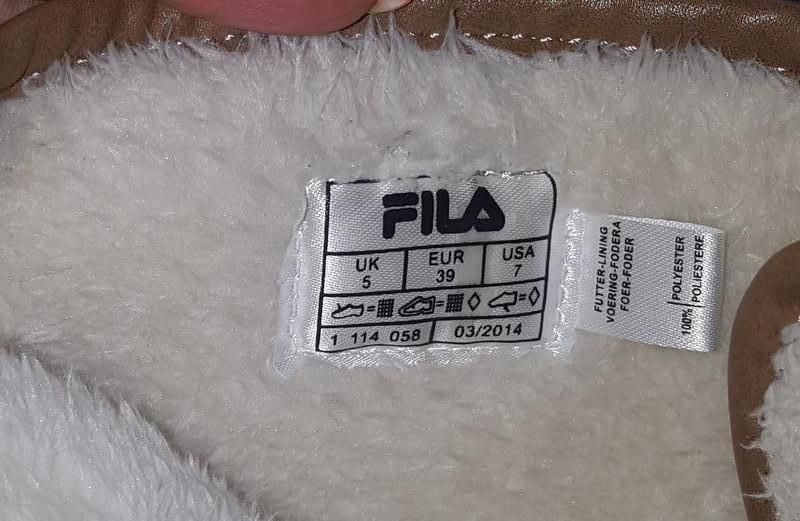 FILA
UK EUR USA
5 39 7
= = ◊ = ◊
1 114 058 03/2014
FUTTER-LINING
VOERING-FODERA
FOER-FODER
100% POLYESTER
POLIESTERE